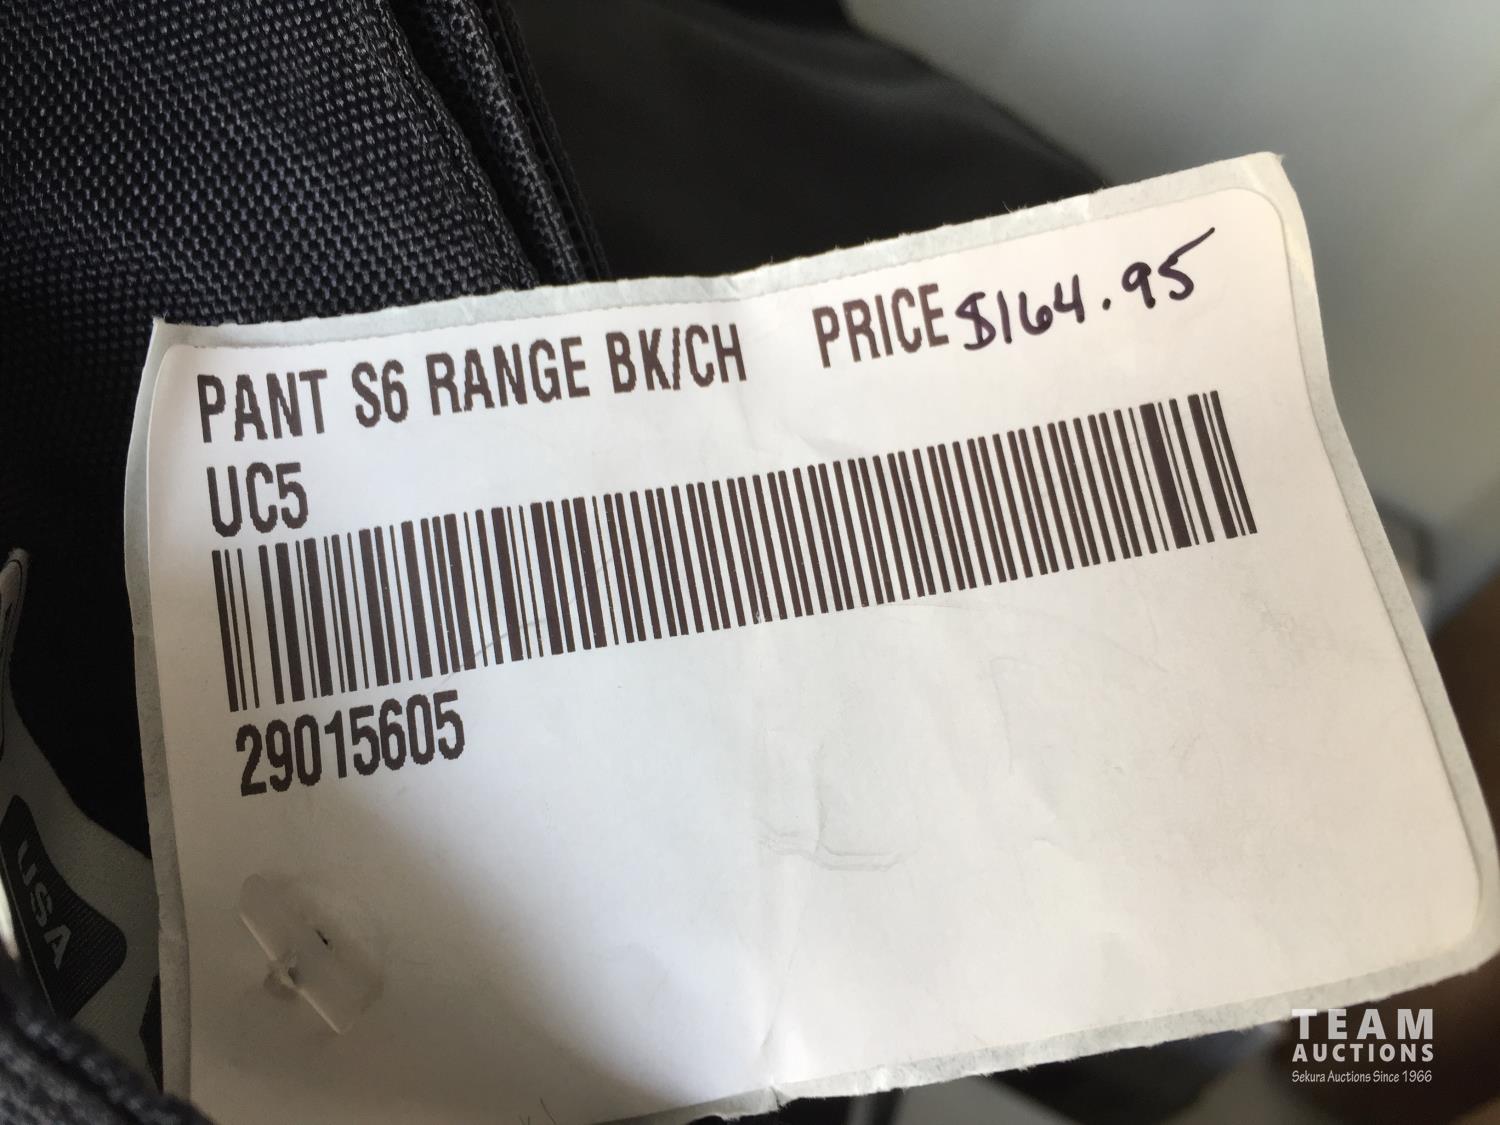 PANT S6 RANGE BK/CH PRICE $164.95
UC5
29015605
USA
TEAM
AUCTIONS
Sekura Auctions Since 1966